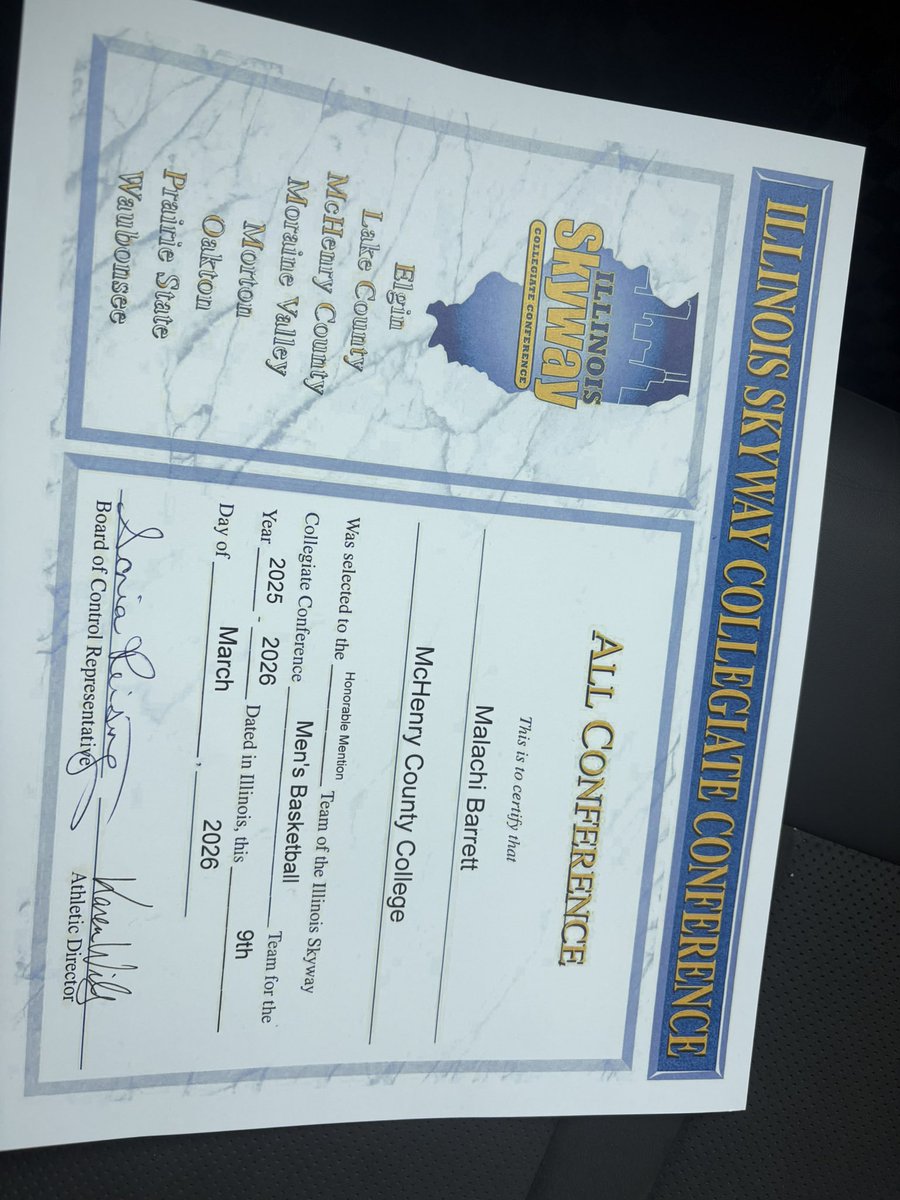 ILLINOIS SKYWAY COLLEGIATE CONFERENCE
ILLINOIS
Skyway
COLLEGIATE CONFERENCE
Elgin
Lake County
McHenry County
Moraine Valley
Morton
Oakton
Prairie State
Waubonsee
ALL CONFERENCE
This is to certify that
Malachi Barrett
McHenry County College
Was selected to the Honorable Mention Team of the Illinois Skyway
Collegiate Conference Men's Basketball Team for the
Year 2025 - 2026 Dated in Illinois, this 9th
Day of March, 2026
Board of Control Representative
Karen Wiley
Athletic Director